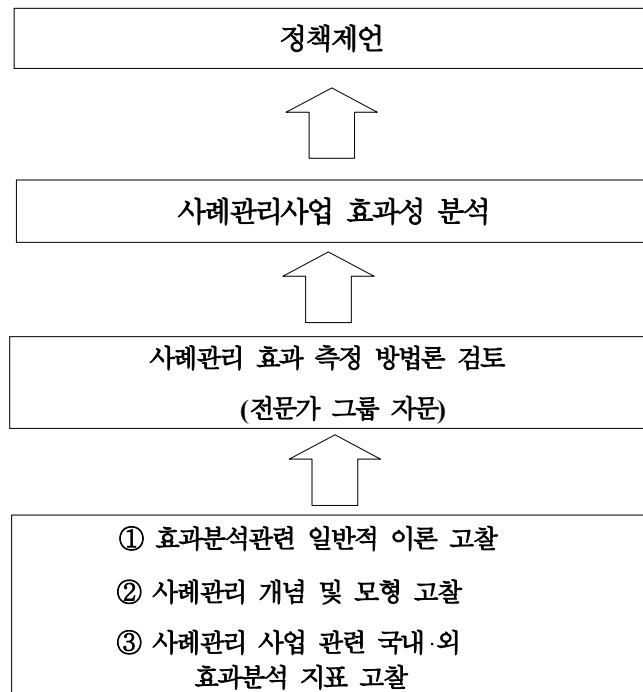 정책제언
사례관리사업 효과성 분석
사례관리 효과 측정 방법론 검토
(전문가 그룹 자문)
① 효과분석관련 일반적 이론 고찰
② 사례관리 개념 및 모형 고찰
③ 사례관리 사업 관련 국내·외
효과분석 지표 고찰